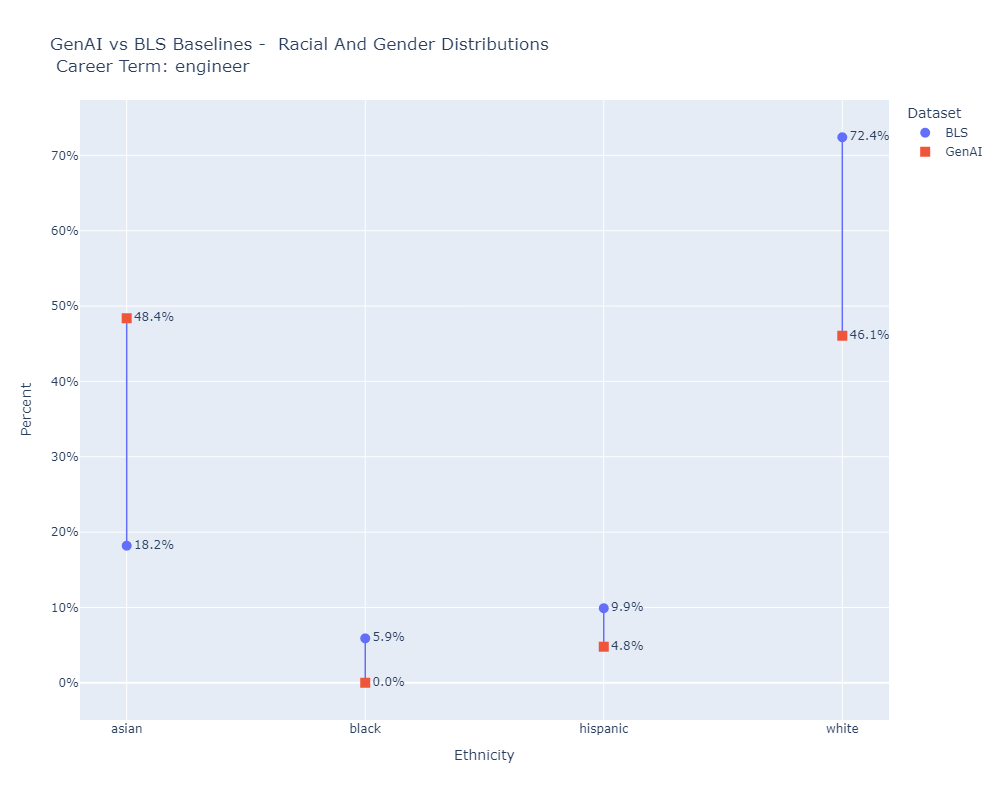 GenAI vs BLS Baselines -  Racial And Gender Distributions
Career Term: engineer
Dataset
BLS
GenAI
72.4%
70%
60%
50%
48.4%
46.1%
40%
Percent
30%
20%
18.2%
10%
9.9%
5.9%
4.8%
0%
0.0%
asian
black
hispanic
white
Ethnicity